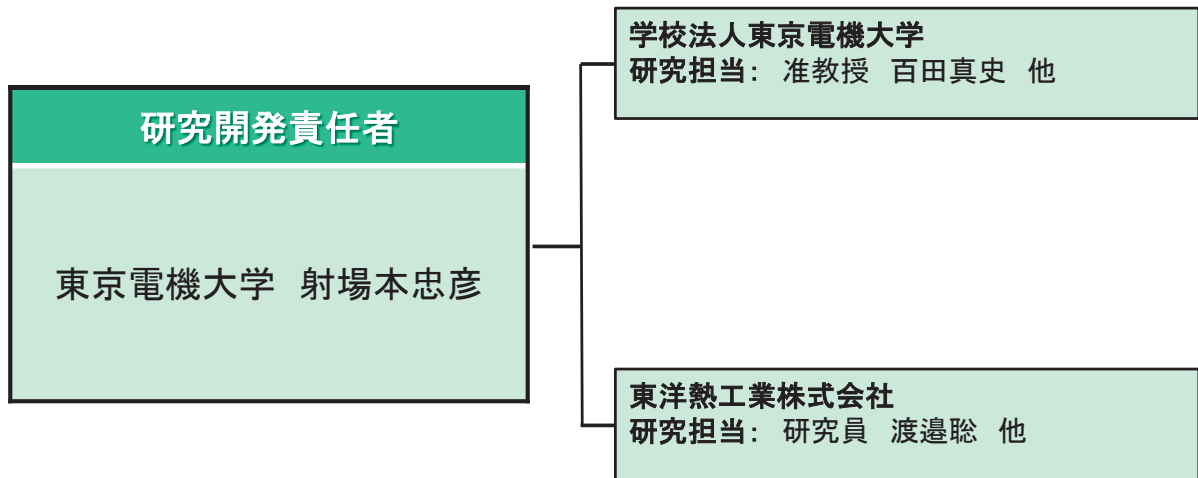 研究開発責任者
東京電機大学　射場本忠彦
学校法人東京電機大学
研究担当：　准教授　百田真史　他
東洋熱工業株式会社
研究担当：　研究員　渡邉聡　他